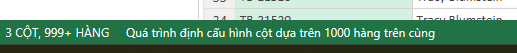 3 CỘT, 999+ HÀNG Quá trình định cấu hình cột dựa trên 1000 hàng trên cùng